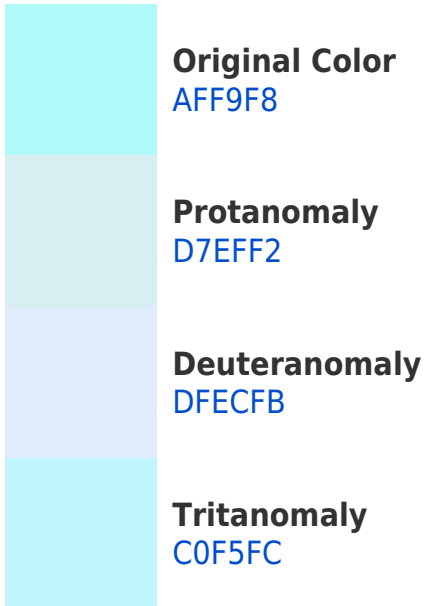 Original Color
AFF9F8
Protanomaly
D7EFF2
Deuteranomaly
DFECFB
Tritanomaly
C0F5FC